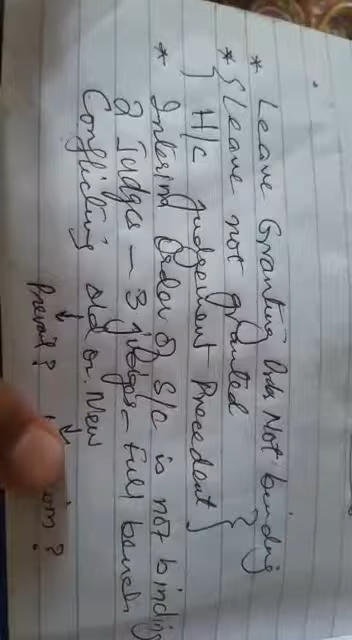 * Leave Granting Ads Not binding
* { Leave not granted
} H/c judgement Precedent }
* Interim Order of S/c is not binding
2 Judges - 3 judges - Full bench
Conflicting old or New
↓ ↓
Prevail ?